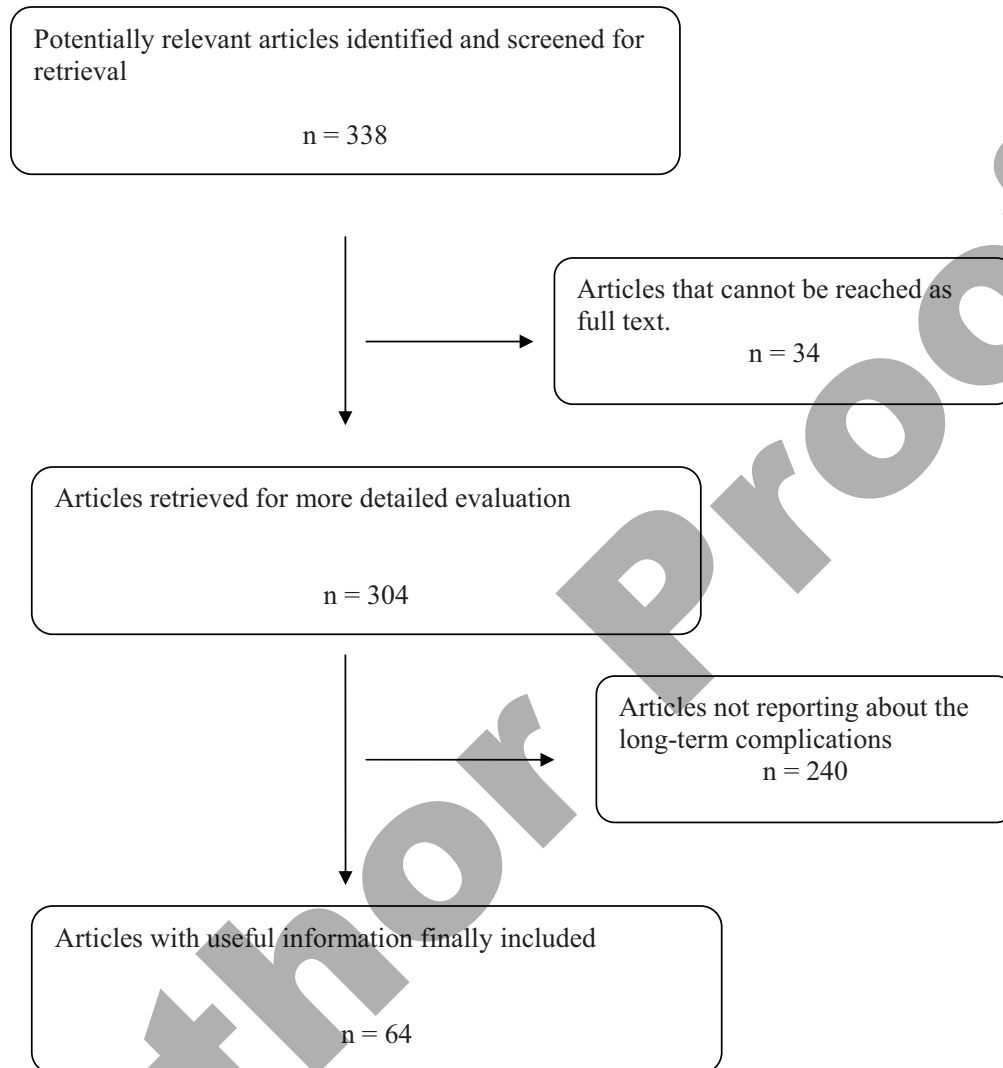 Potentially relevant articles identified and screened for
retrieval
n = 338
Articles that cannot be reached as
full text.
n = 34
Articles retrieved for more detailed evaluation
n = 304
Articles not reporting about the
long-term complications
n = 240
Articles with useful information finally included
n = 64
thor Proo